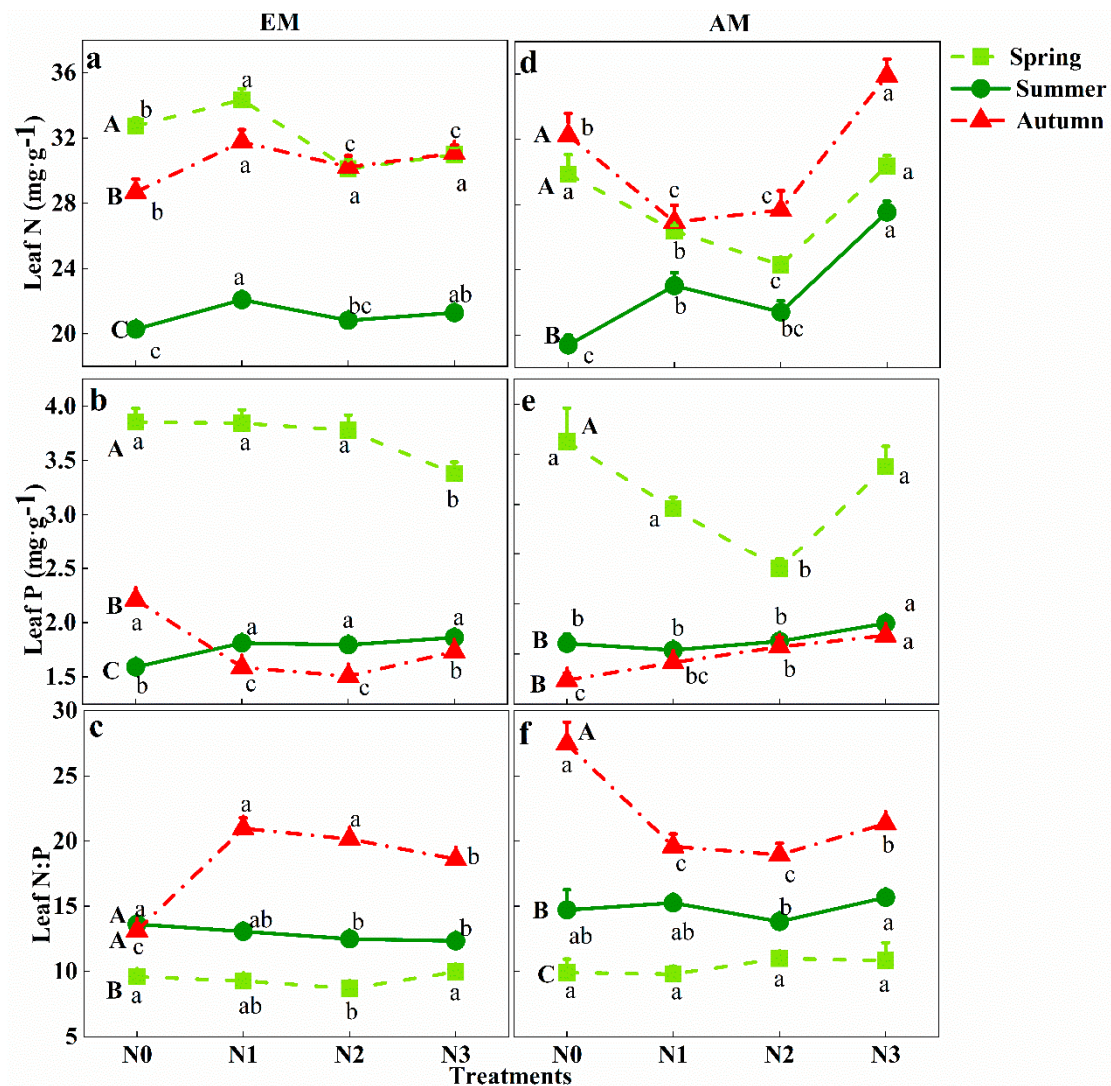 EM
AM
Spring
Summer
Autumn
a
36
32
28
24
20
Leaf N (mg·g⁻¹)
A
B
C
b
a
c
c
b
a
a
a
c
a
bc
ab
d
A
A
B
b
c
c
a
a
b
c
a
c
b
bc
a
b
4.0
3.5
3.0
2.5
2.0
1.5
Leaf P (mg·g⁻¹)
A
B
C
a
a
a
b
a
a
a
a
b
c
c
b
e
A
a
a
b
a
B
B
b
b
b
a
c
bc
b
a
c
30
25
20
15
10
5
Leaf N:P
A
A
B
a
c
a
a
b
ab
b
b
a
ab
b
a
f
A
a
c
c
b
B
ab
ab
b
a
C
a
a
a
a
N0 N1 N2 N3
N0 N1 N2 N3
Treatments